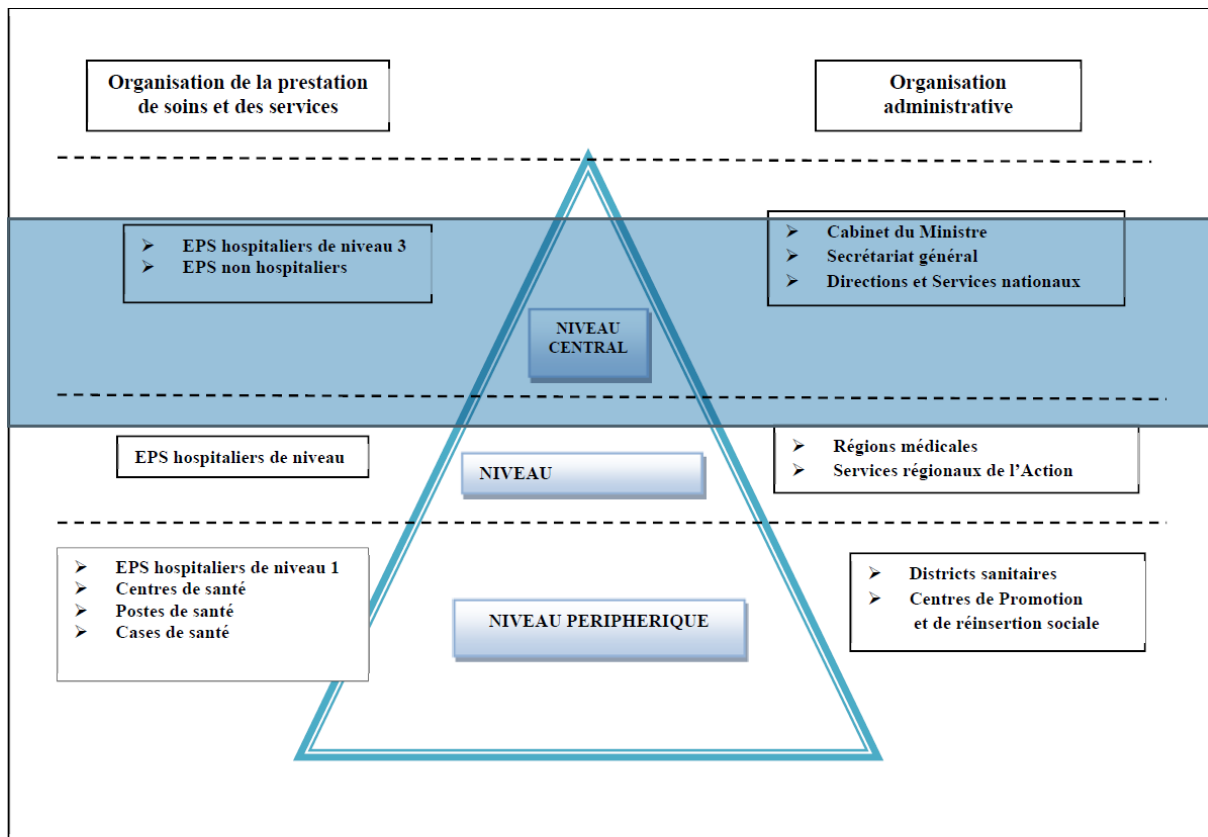 Organisation de la prestation
de soins et des services
Organisation
administrative
➢ EPS hospitaliers de niveau 3
➢ EPS non hospitaliers
NIVEAU
CENTRAL
➢ Cabinet du Ministre
➢ Secrétariat général
➢ Directions et Services nationaux
EPS hospitaliers de niveau
NIVEAU
➢ Régions médicales
➢ Services régionaux de l’Action
➢ EPS hospitaliers de niveau 1
➢ Centres de santé
➢ Postes de santé
➢ Cases de santé
NIVEAU PERIPHERIQUE
➢ Districts sanitaires
➢ Centres de Promotion
et de réinsertion sociale